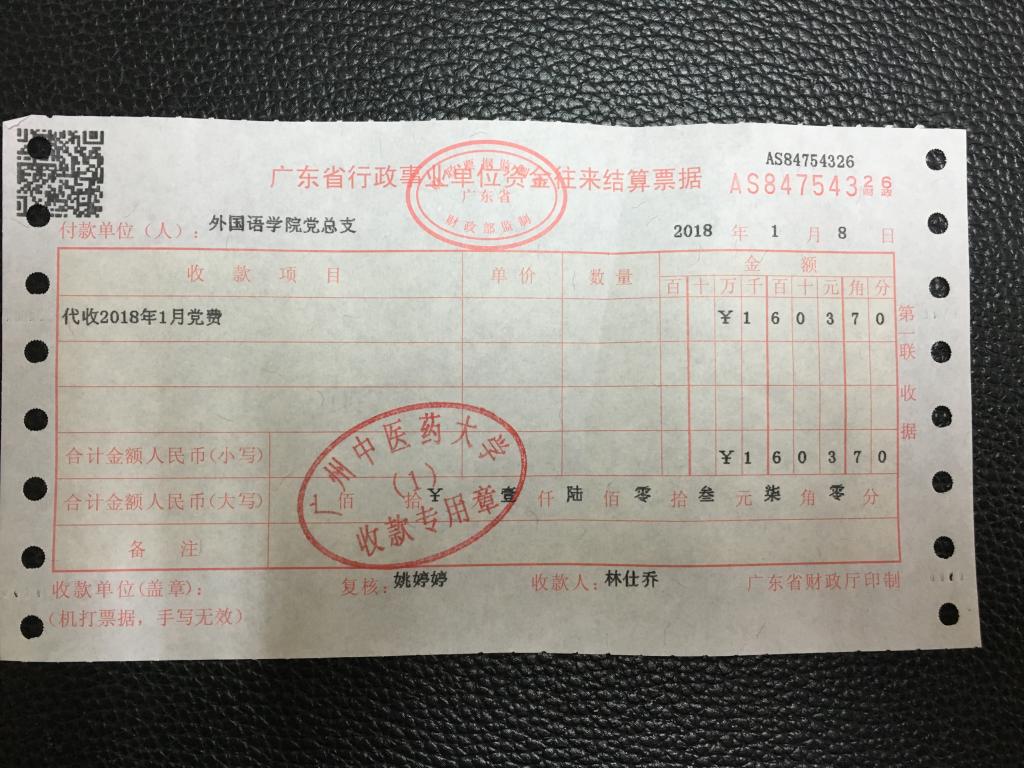 AS84754326
广东省行政事业单位资金往来结算票据 AS84754326
广东省
财政部监制
付款单位（人）：外国语学院党总支 2018 年 1 月 8 日
收款项目 单价 数量 金额
百 十 万 千 百 十 元 角 分
代收2018年1月党费 ¥ 1 6 0 3 7 0
合计金额人民币(小写) ¥ 1 6 0 3 7 0
合计金额人民币(大写) 佰 拾 ¥ 壹 仟 陆 佰 零 拾 叁 元 柒 角 零 分
备注
第一联 收据
广州中医药大学
(1)
收款专用章
收款单位(盖章)： 复核：姚婷婷 收款人：林仕乔 广东省财政厅印制
(机打票据，手写无效)